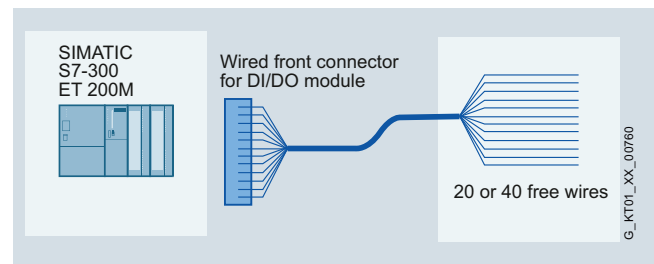 SIMATIC
S7-300
ET 200M
Wired front connector
for DI/DO module
20 or 40 free wires
G_KT01_XX_00760